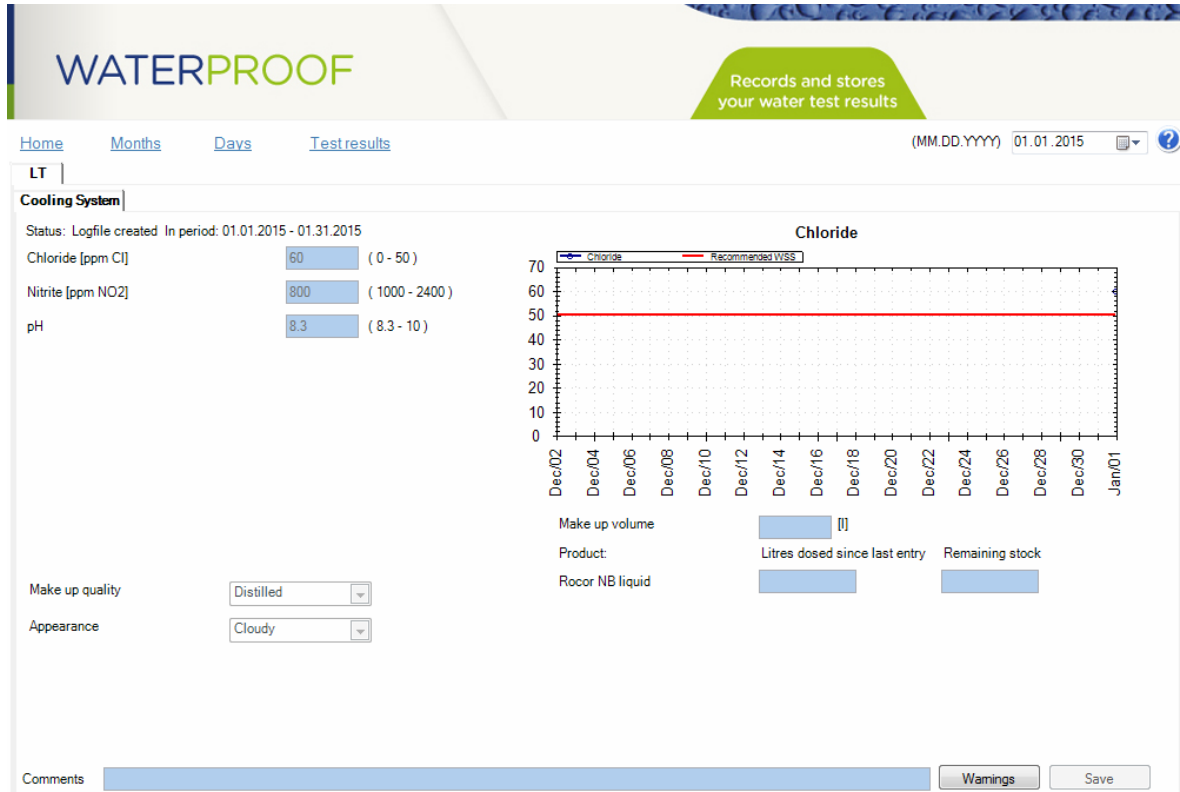 WATERPROOF
Records and stores
your water test results
Home Months Days Test results (MM.DD.YYYY) 01.01.2015 ?
LT
Cooling System
Status: Logfile created In period: 01.01.2015 - 01.31.2015
Chloride [ppm Cl] 60 ( 0 - 50 )
Nitrite [ppm NO2] 800 ( 1000 - 2400 )
pH 8.3 ( 8.3 - 10 )
Chloride
Chloride Recommended WSS
70
60
50
40
30
20
10
0
Dec/02 Dec/04 Dec/06 Dec/08 Dec/10 Dec/12 Dec/14 Dec/16 Dec/18 Dec/20 Dec/22 Dec/24 Dec/26 Dec/28 Dec/30 Jan/01
Make up volume [l]
Product: Litres dosed since last entry Remaining stock
Rocor NB liquid
Make up quality Distilled
Appearance Cloudy
Comments Warnings Save